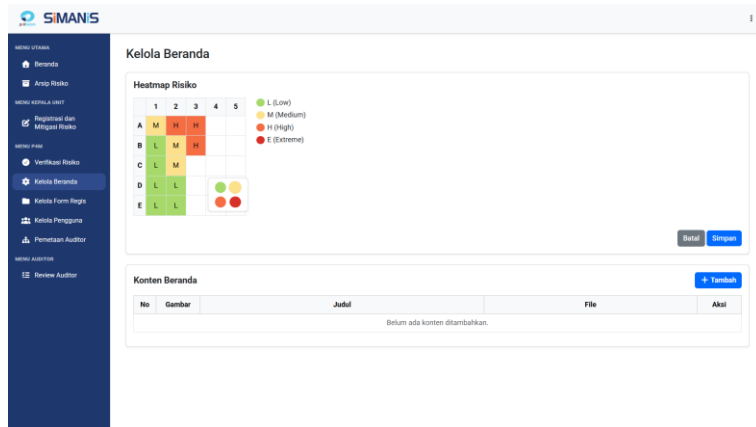 SiMANiS
MENU UTAMA
Beranda
Arsip Risiko
MENU KEPALA UNIT
Registrasi dan
Mitigasi Risiko
MENU P4M
Verifikasi Risiko
Kelola Beranda
Kelola Form Regis
Kelola Pengguna
Pemetaan Auditor
MENU AUDITOR
Review Auditor
Kelola Beranda
Heatmap Risiko
1 2 3 4 5
A M H H
B L M H
C L M
D L L
E L L
L (Low)
M (Medium)
H (High)
E (Extreme)
Batal Simpan
Konten Beranda
+ Tambah
No Gambar Judul File Aksi
Belum ada konten ditambahkan.